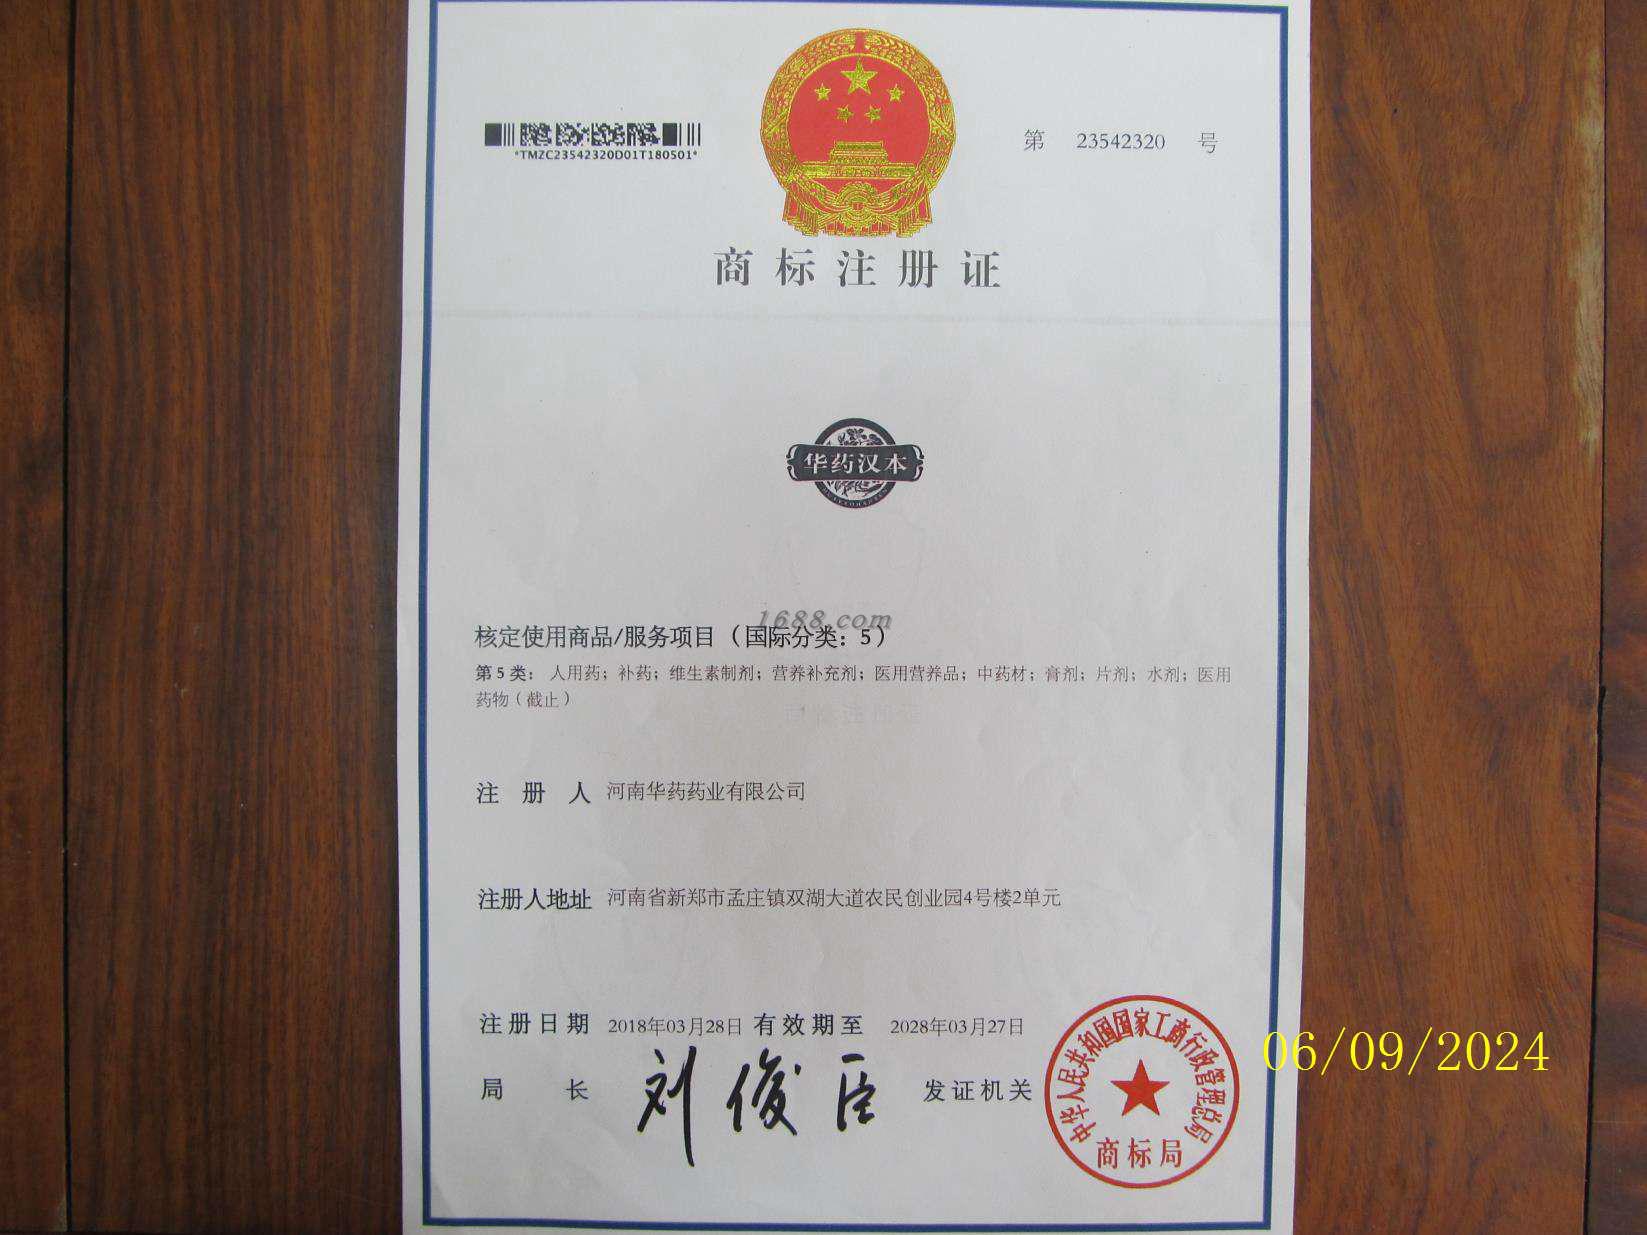 *TMZC23542320D01T180501*
第 23542320 号
商标注册证
华药汉本
1688.com
核定使用商品/服务项目（国际分类：5）
第5类：人用药；补药；维生素制剂；营养补充剂；医用营养品；中药材；膏剂；片剂；水剂；医用
药物（截止）
注册人 河南华药药业有限公司
注册人地址 河南省新郑市孟庄镇双湖大道农民创业园4号楼2单元
注册日期 2018年03月28日 有效期至 2028年03月27日
局长 刘俊臣 发证机关
中华人民共和国国家工商行政管理总局
商标局
06/09/2024